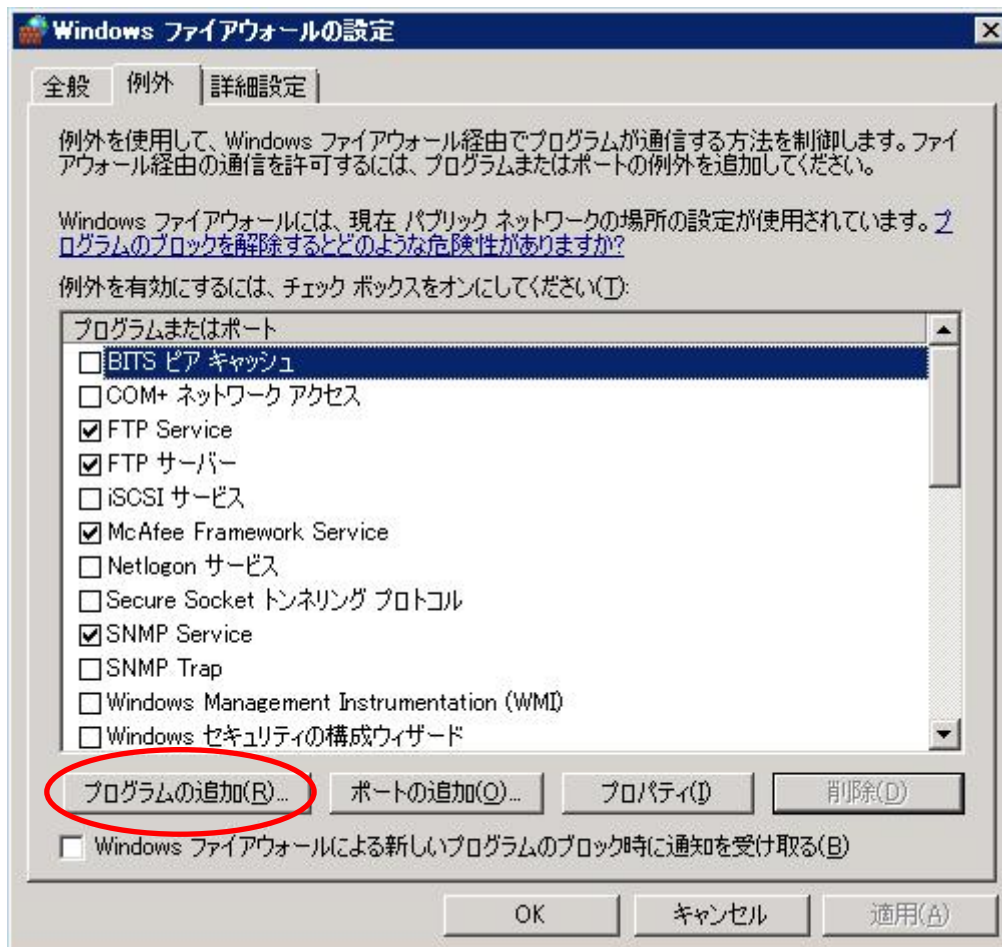 Windows ファイアウォールの設定
全般
例外
詳細設定
例外を使用して、Windows ファイアウォール経由でプログラムが通信する方法を制御します。ファイ
アウォール経由の通信を許可するには、プログラムまたはポートの例外を追加してください。
Windows ファイアウォールには、現在 パブリック ネットワークの場所の設定が使用されています。プ
ログラムのブロックを解除するとどのような危険性がありますか?
例外を有効にするには、チェック ボックスをオンにしてください(T):
プログラムまたはポート
BITS ピア キャッシュ
COM+ ネットワーク アクセス
FTP Service
FTP サーバー
iSCSI サービス
McAfee Framework Service
Netlogon サービス
Secure Socket トンネリング プロトコル
SNMP Service
SNMP Trap
Windows Management Instrumentation (WMI)
Windows セキュリティの構成ウィザード
プログラムの追加(R)...
ポートの追加(O)...
プロパティ(I)
削除(D)
Windows ファイアウォールによる新しいプログラムのブロック時に通知を受け取る(B)
OK
キャンセル
適用(A)